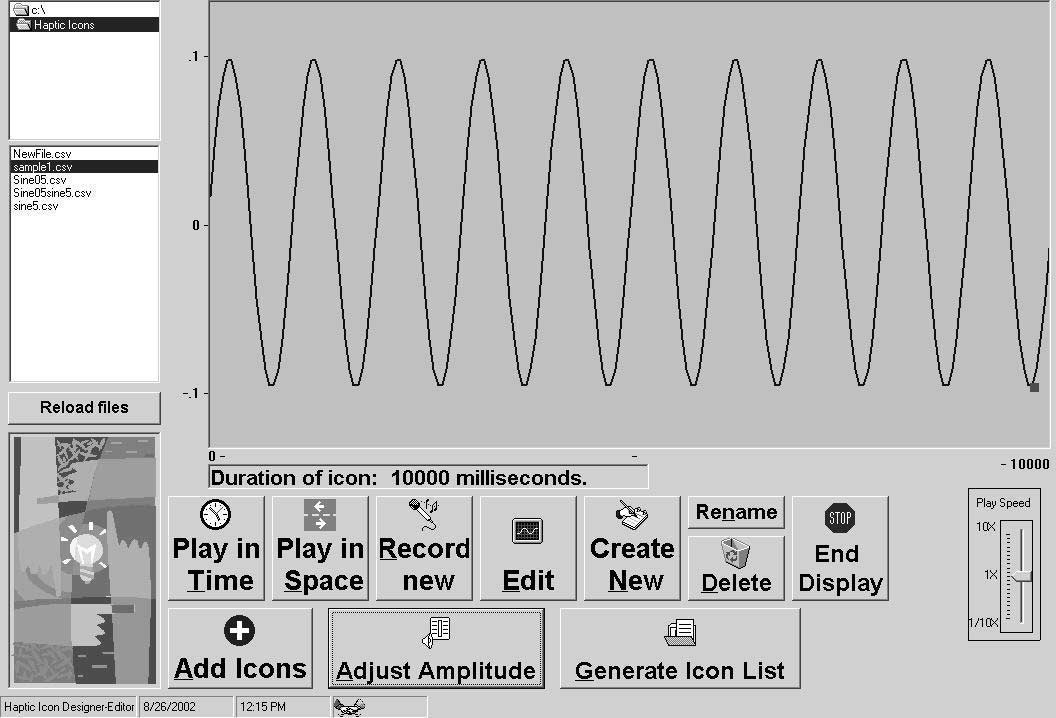 c:\
Haptic Icons
NewFile.csv
sample1.csv
Sine05.csv
Sine05sine5.csv
sine5.csv
Reload files
.1 -
0 -
-.1 -
0 -
-
- 10000
Duration of icon: 10000 milliseconds.
Play in Time
Play in Space
Record new
Edit
Create New
Rename
Delete
STOP
End Display
Play Speed
10X
1X
1/10X
Add Icons
Adjust Amplitude
Generate Icon List
Haptic Icon Designer-Editor
8/26/2002
12:15 PM